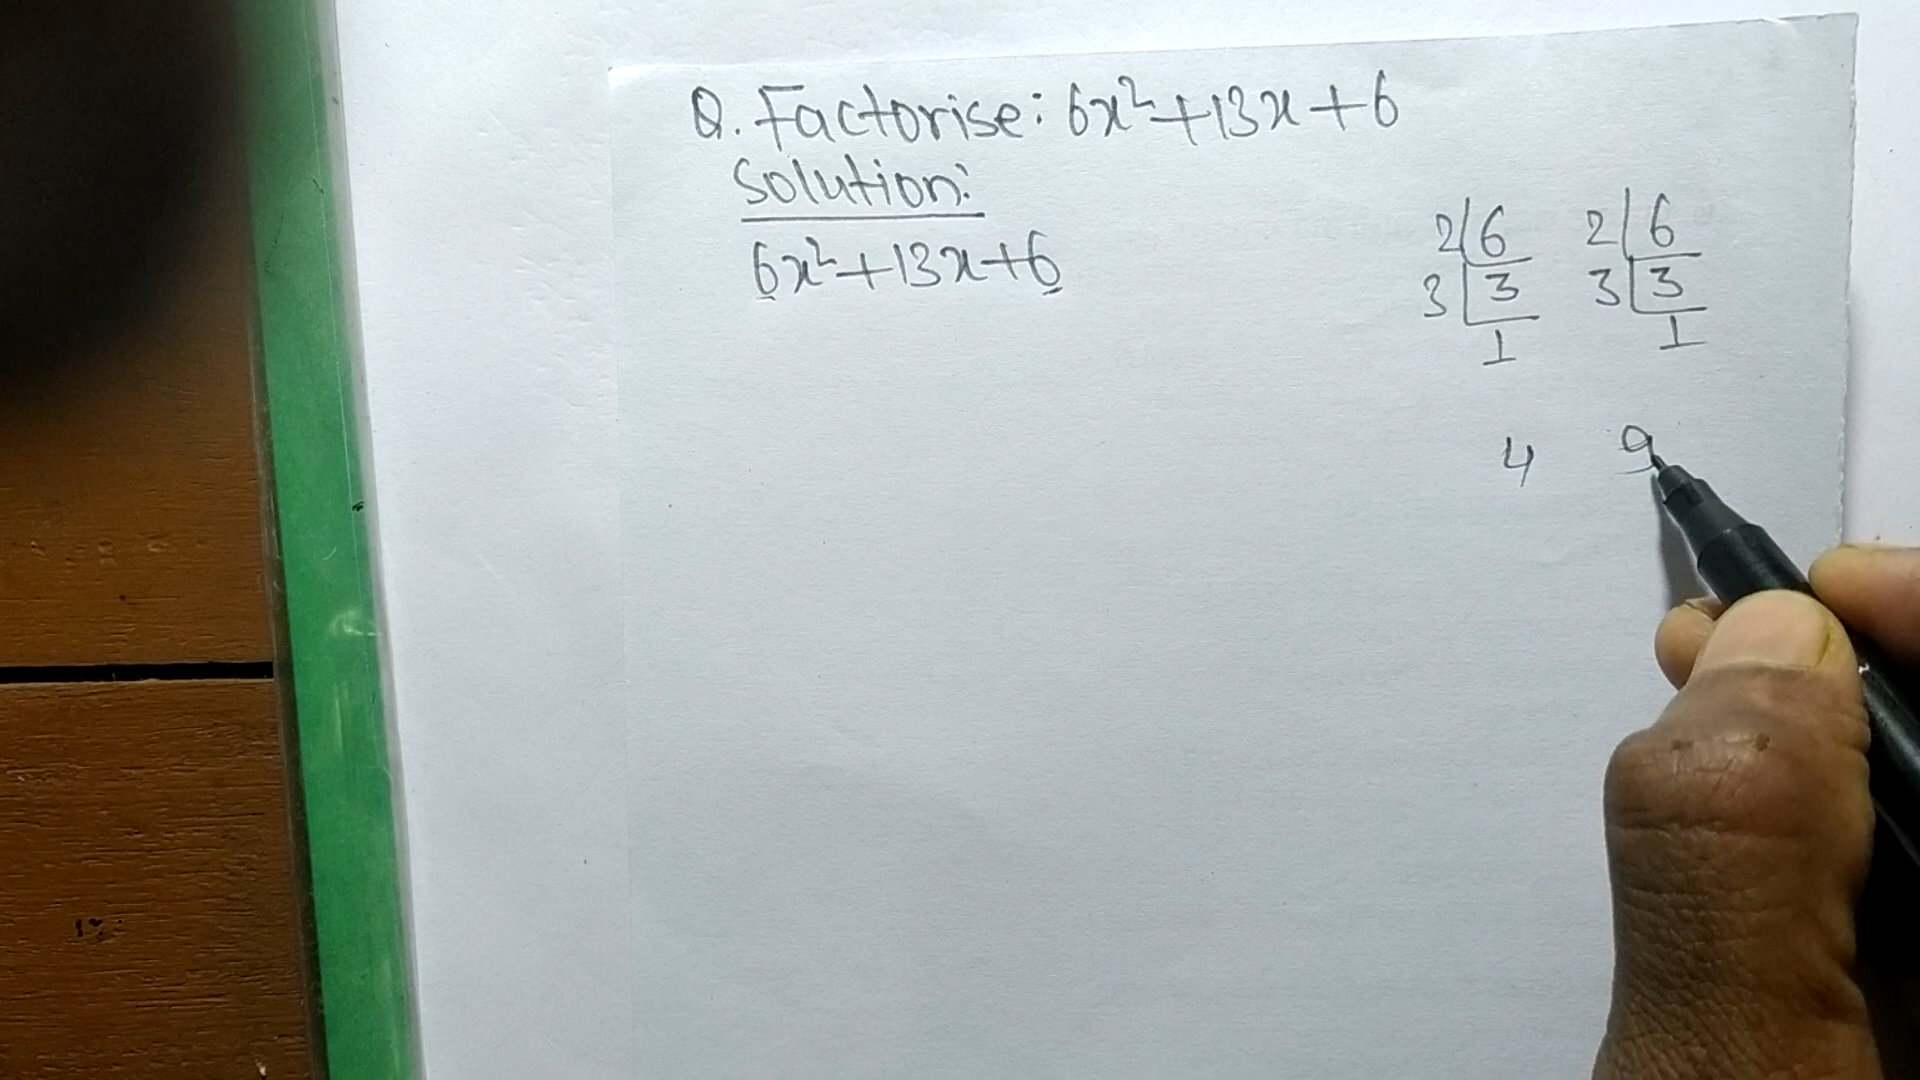 Q. Factorise: 6x²+13x+6
Solution:
6x²+13x+6
2|6 2|6
3|3 3|3
1 1
4 9